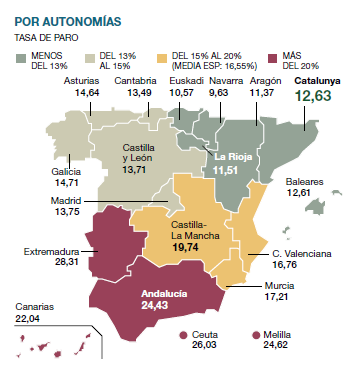 POR AUTONOMÍAS
TASA DE PARO
MENOS
DEL 13%
DEL 13%
AL 15%
DEL 15% AL 20%
(MEDIA ESP: 16,55%)
MÁS
DEL 20%
Asturias
14,64
Cantabria
13,49
Euskadi
10,57
Navarra
9,63
Aragón
11,37
Catalunya
12,63
Castilla
y León
13,71
La Rioja
11,51
Galicia
14,71
Baleares
12,61
Madrid
13,75
Castilla-
La Mancha
19,74
Extremadura
28,31
C. Valenciana
16,76
Andalucía
24,43
Murcia
17,21
Canarias
22,04
Ceuta
26,03
Melilla
24,62